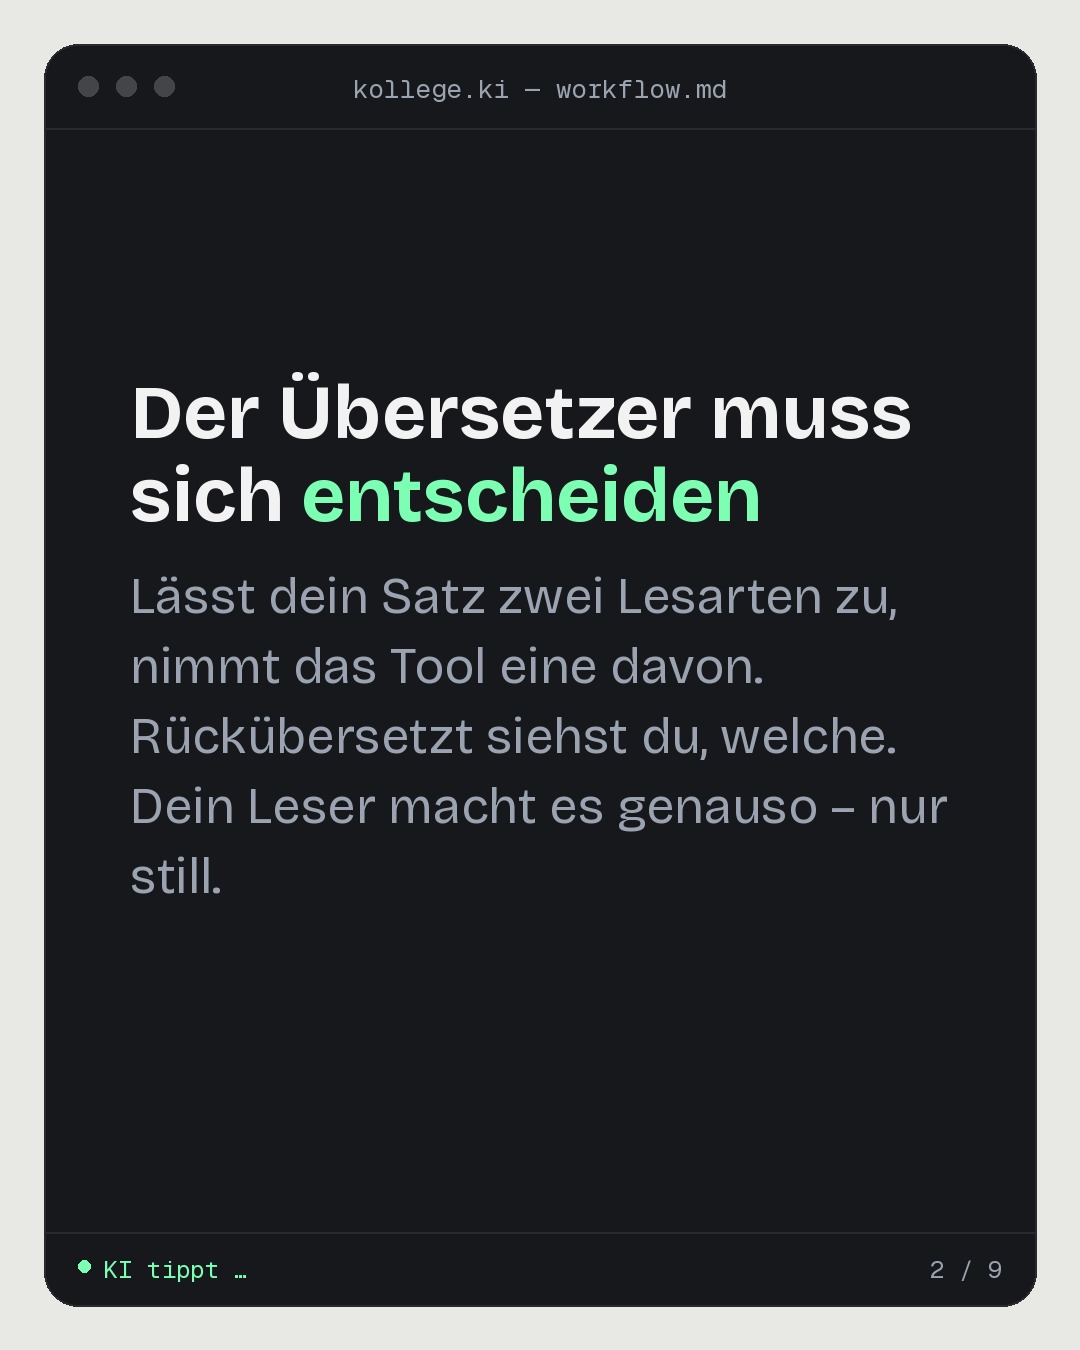 kollege.ki — workflow.md
Der Übersetzer muss
sich entscheiden
Lässt dein Satz zwei Lesarten zu,
nimmt das Tool eine davon.
Rückübersetzt siehst du, welche.
Dein Leser macht es genauso – nur
still.
KI tippt …
2 / 9